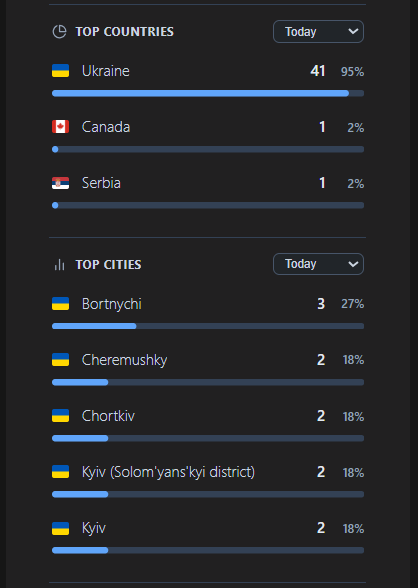 TOP COUNTRIES Today
Ukraine 41 95%
Canada 1 2%
Serbia 1 2%
TOP CITIES Today
Bortnychi 3 27%
Cheremushky 2 18%
Chortkiv 2 18%
Kyiv (Solom'yans'kyi district) 2 18%
Kyiv 2 18%